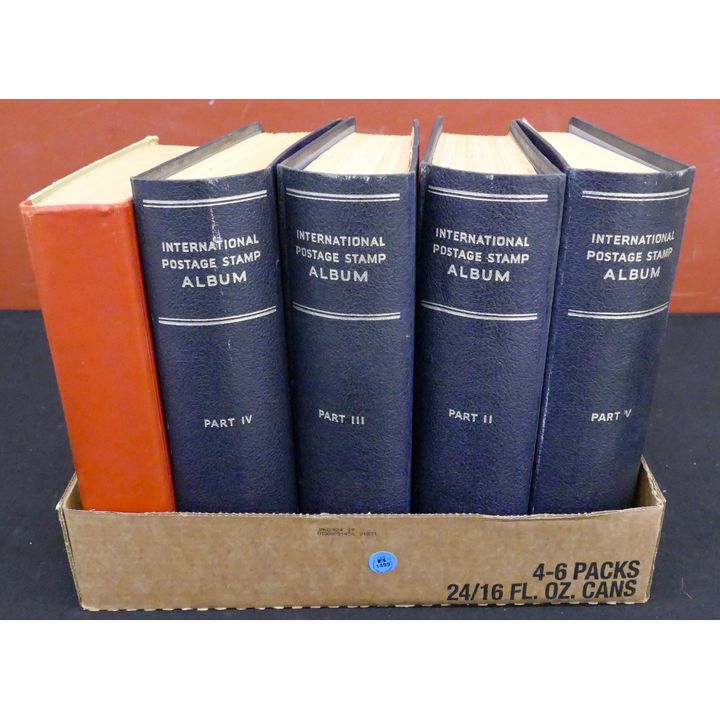 INTERNATIONAL
POSTAGE STAMP
ALBUM
PART IV
INTERNATIONAL
POSTAGE STAMP
ALBUM
PART III
INTERNATIONAL
POSTAGE STAMP
ALBUM
PART II
INTERNATIONAL
POSTAGE STAMP
ALBUM
PART V
1499
4-6 PACKS
24/16 FL. OZ. CANS